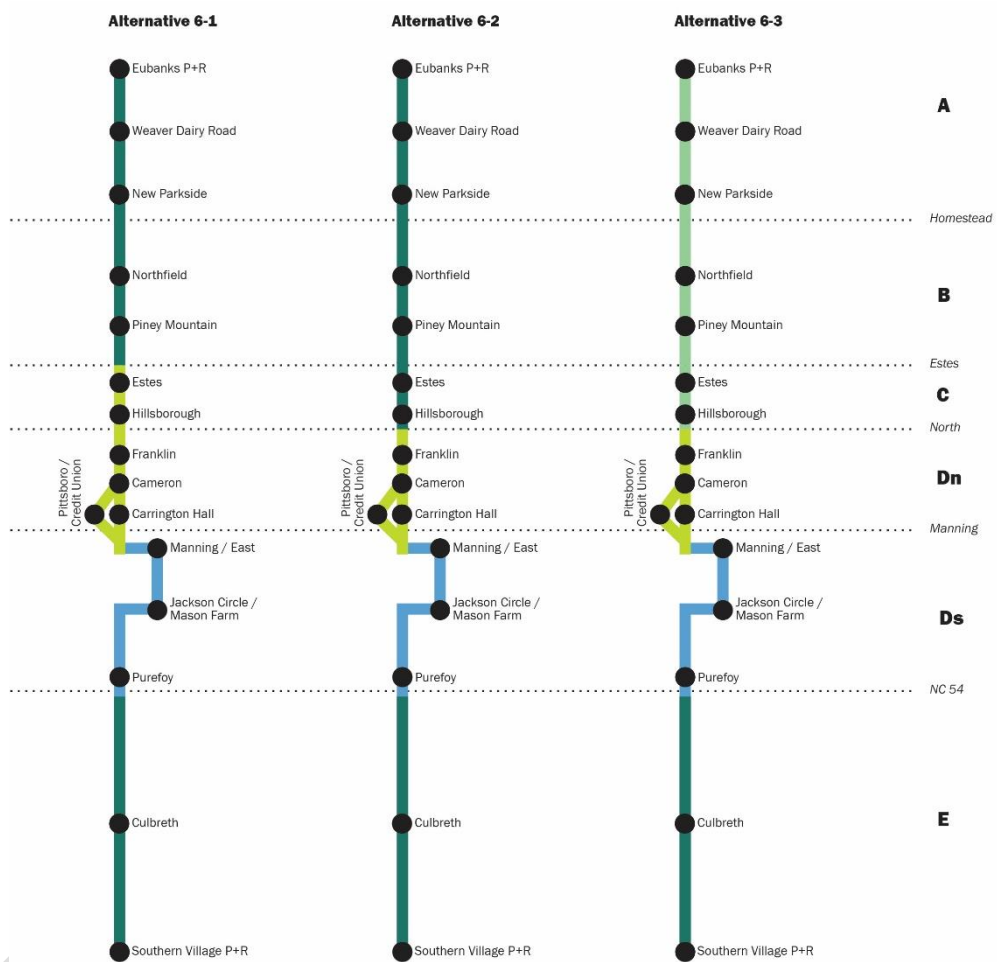 Alternative 6-1
Alternative 6-2
Alternative 6-3
Eubanks P+R
Eubanks P+R
Eubanks P+R
A
Weaver Dairy Road
Weaver Dairy Road
Weaver Dairy Road
New Parkside
New Parkside
New Parkside
Homestead
Northfield
Northfield
Northfield
B
Piney Mountain
Piney Mountain
Piney Mountain
Estes
Estes
Estes
Estes
C
Hillsborough
Hillsborough
Hillsborough
North
Franklin
Franklin
Franklin
Pittsboro /
Credit Union
Pittsboro /
Credit Union
Pittsboro /
Credit Union
Cameron
Cameron
Cameron
Dn
Carrington Hall
Carrington Hall
Carrington Hall
Manning
Manning / East
Manning / East
Manning / East
Jackson Circle /
Mason Farm
Jackson Circle /
Mason Farm
Jackson Circle /
Mason Farm
Ds
Purefoy
Purefoy
Purefoy
NC 54
Culbreth
Culbreth
Culbreth
E
Southern Village P+R
Southern Village P+R
Southern Village P+R